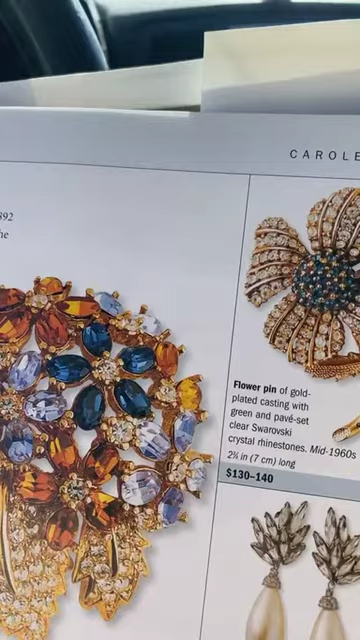 CAROLE
892
he
Flower pin of gold-
plated casting with
green and pavé-set
clear Swarovski
crystal rhinestones. Mid-1960s
2¾ in (7 cm) long
$130–140